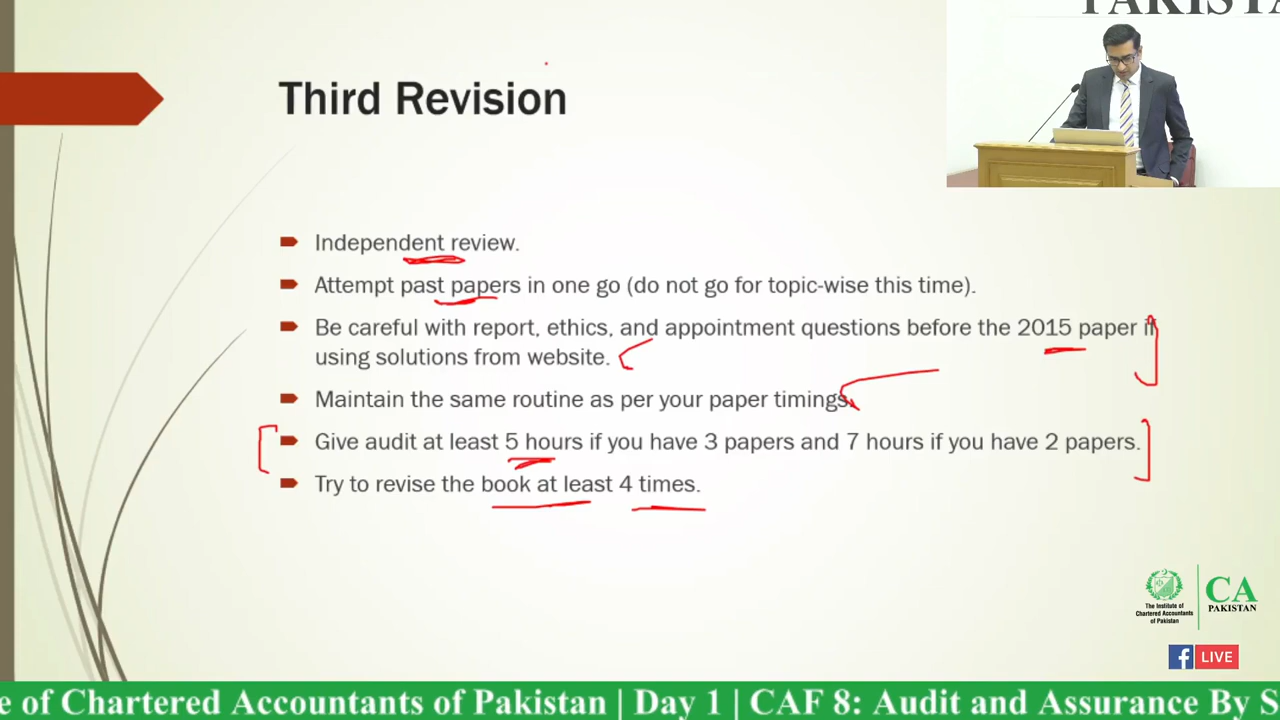 PAKISTA
Third Revision
Independent review.
Attempt past papers in one go (do not go for topic-wise this time).
Be careful with report, ethics, and appointment questions before the 2015 paper if
using solutions from website.
Maintain the same routine as per your paper timings.
Give audit at least 5 hours if you have 3 papers and 7 hours if you have 2 papers.
Try to revise the book at least 4 times.
The Institute of
Chartered Accountants
of Pakistan
CA
PAKISTAN
f LIVE
e of Chartered Accountants of Pakistan | Day 1 | CAF 8: Audit and Assurance By S